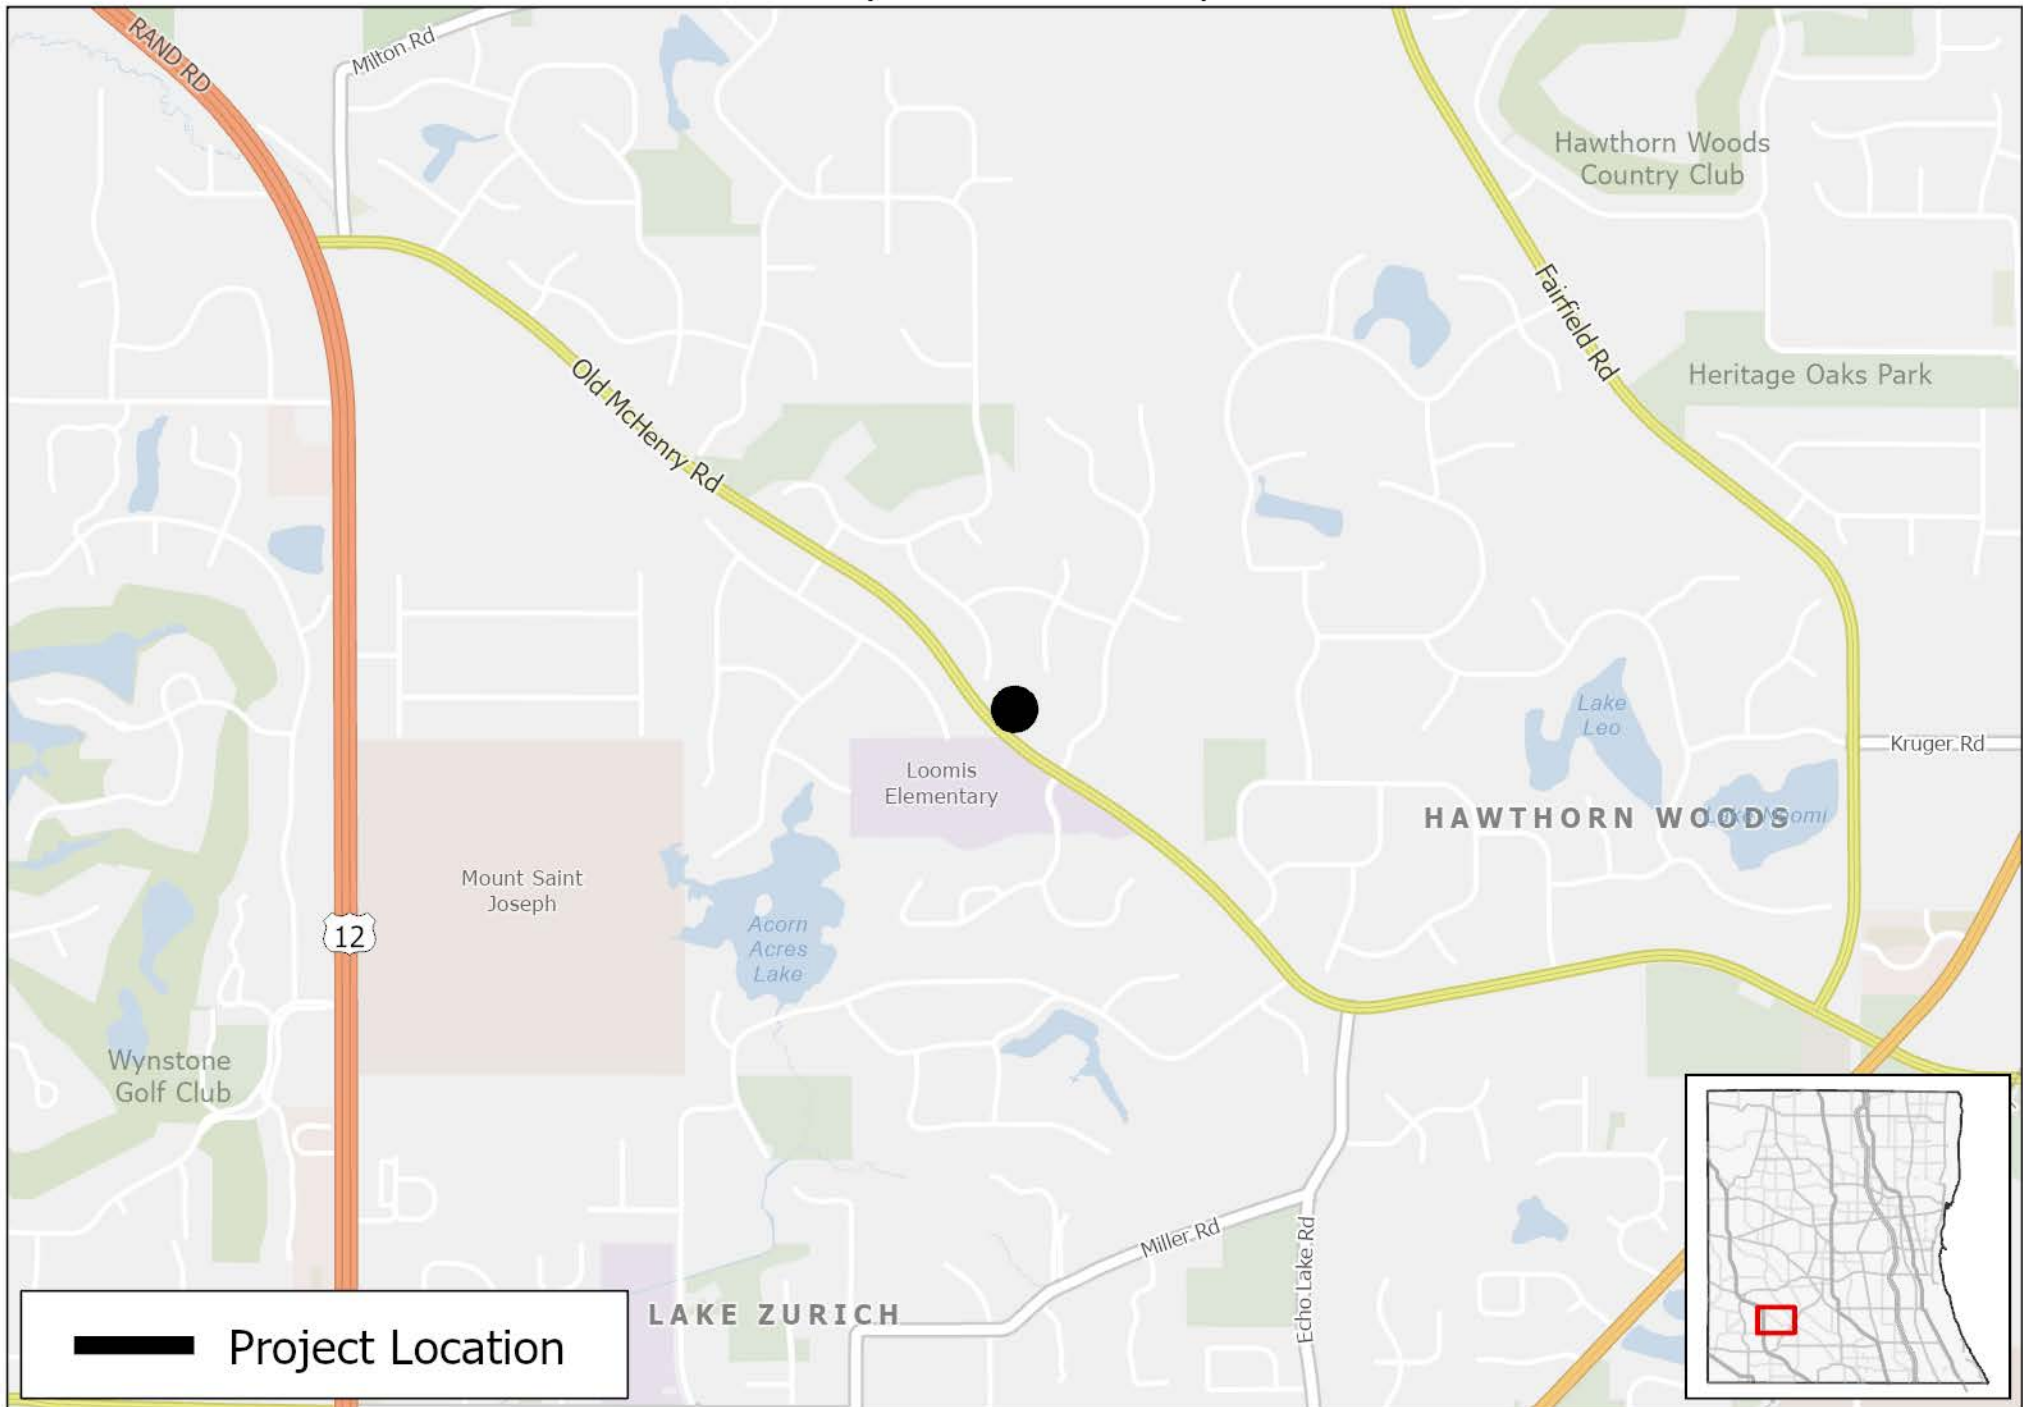 RAND RD
Milton Rd
Hawthorn Woods
Country Club
Fairfield Rd
Old McHenry Rd
Heritage Oaks Park
Lake
Leo
Kruger Rd
Loomis
Elementary
HAWTHORN WOODS
Lake Naomi
Mount Saint
Joseph
Acorn
Acres
Lake
12
Wynstone
Golf Club
Miller Rd
Echo Lake Rd
LAKE ZURICH
Project Location